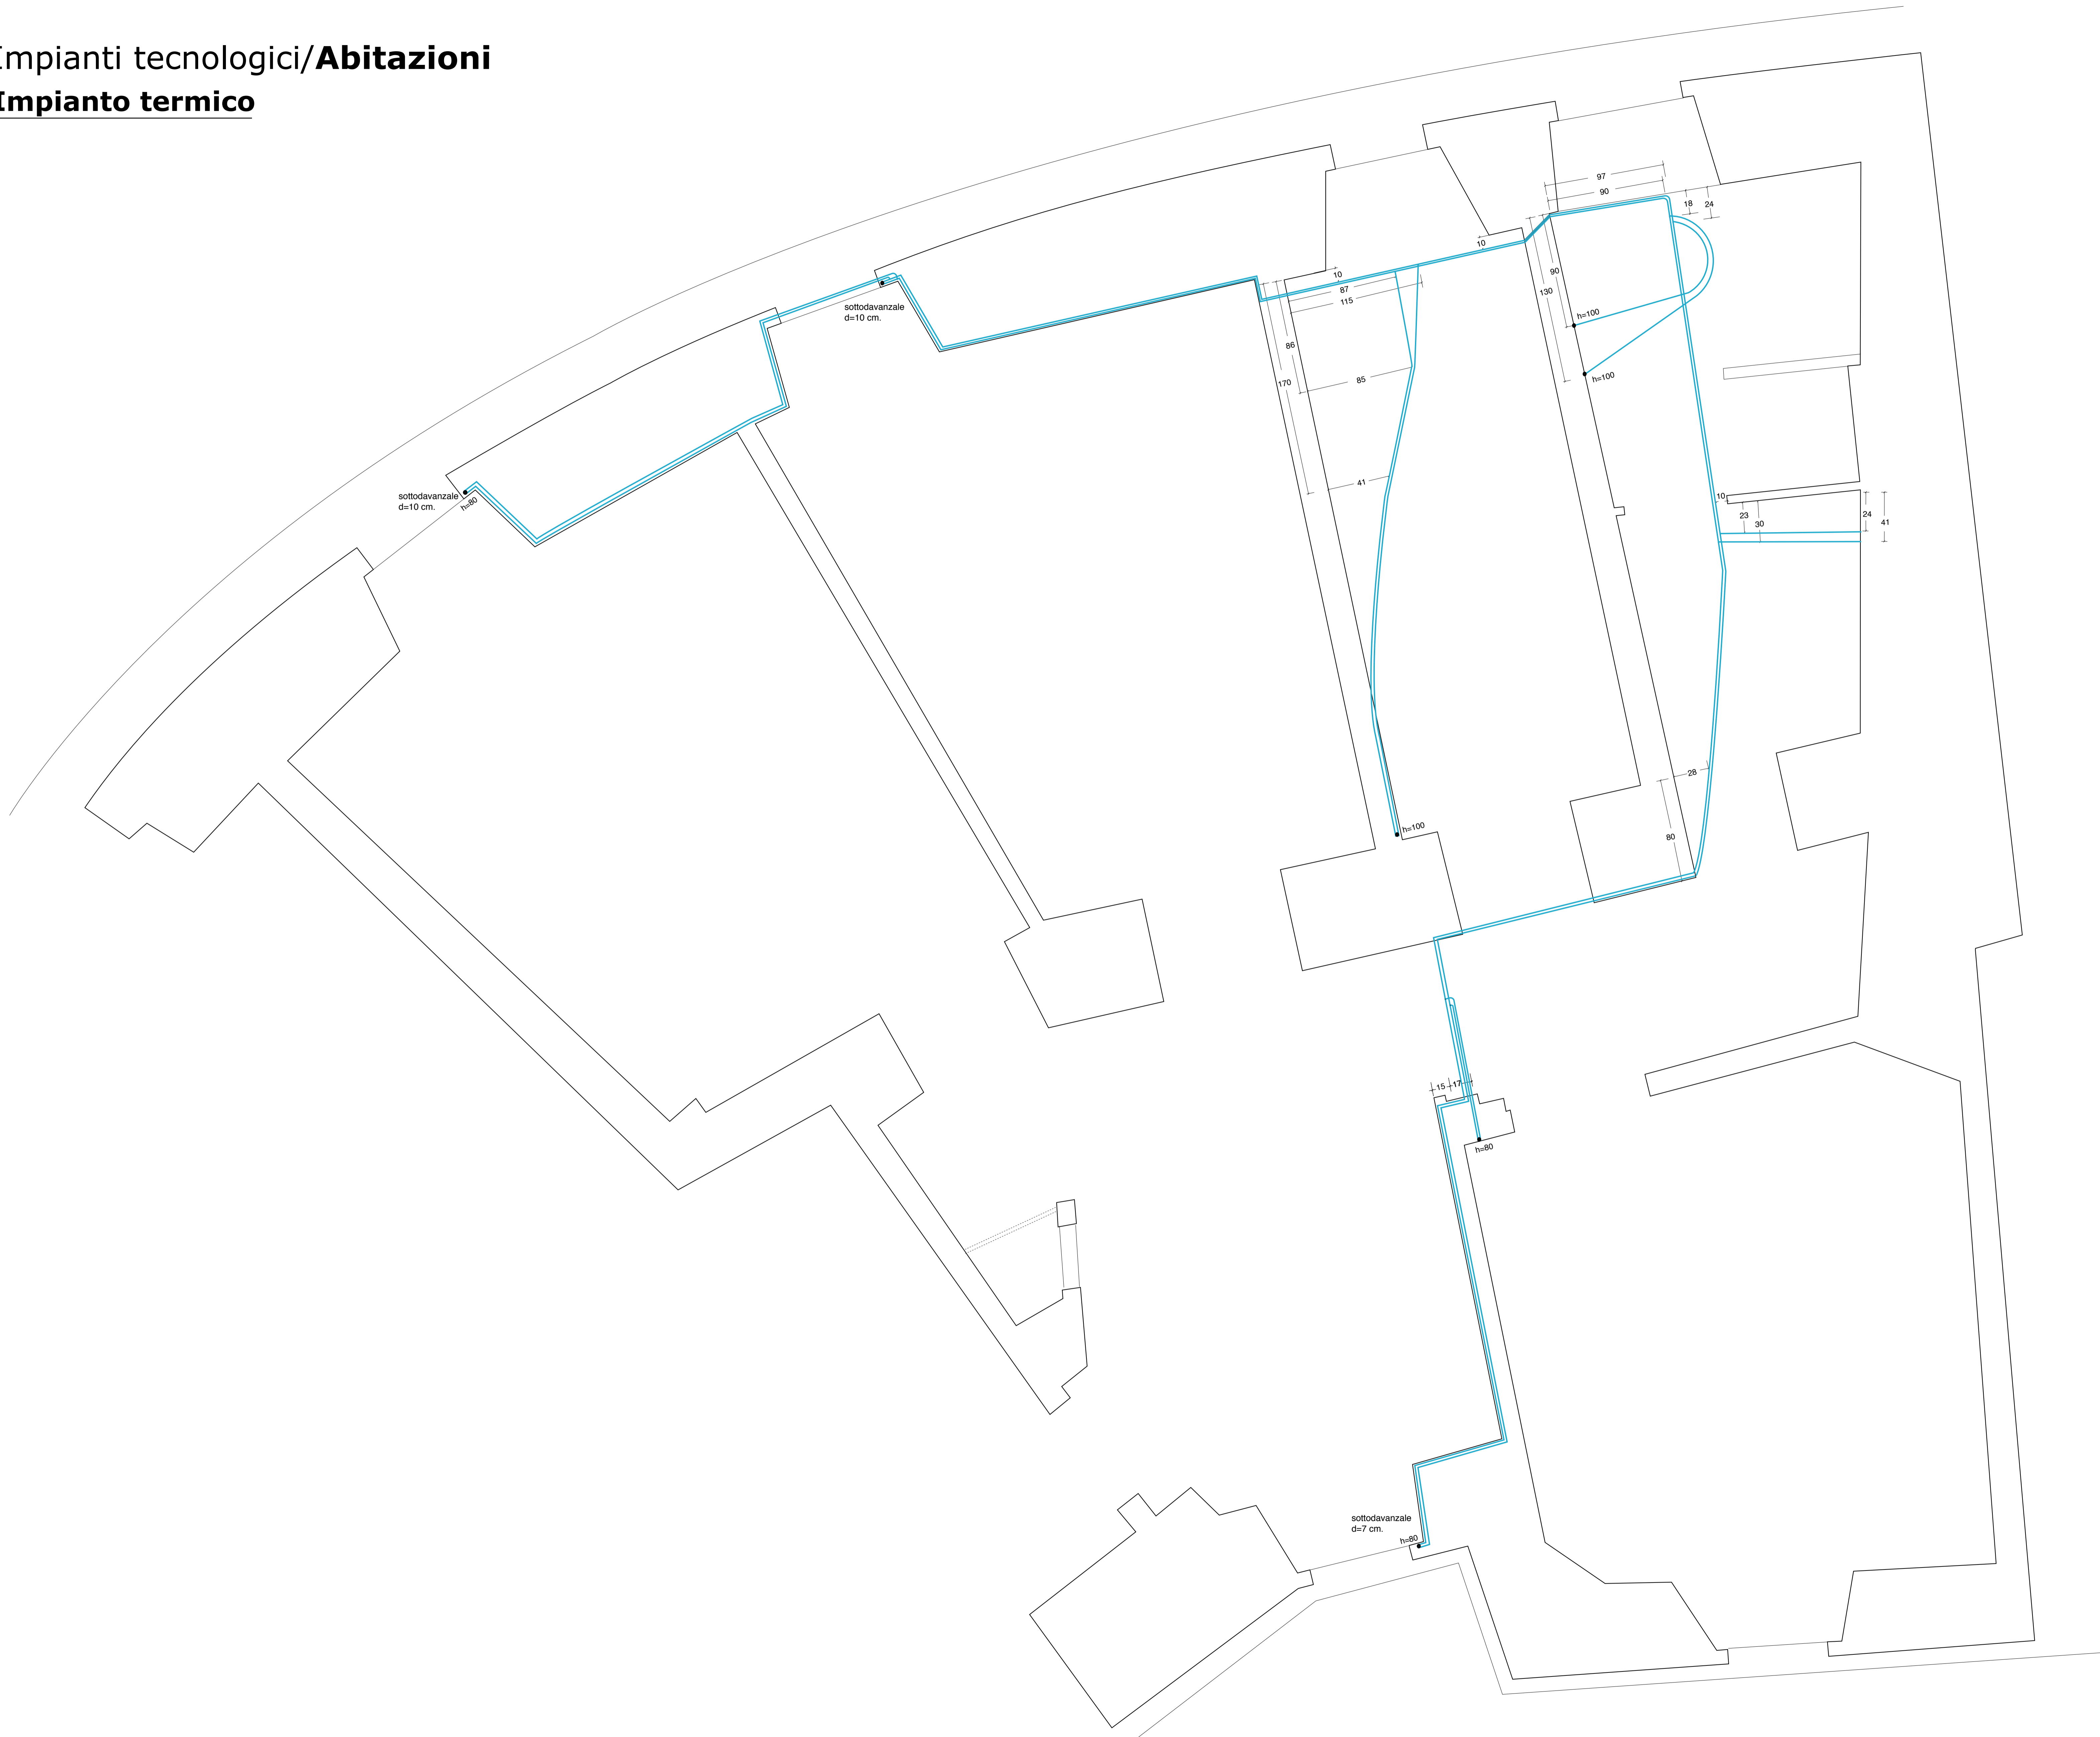 Impianti tecnologici/Abitazioni
Impianto termico
97
90
18
24
10
10
87
115
90
130
h=100
h=100
86
170
85
41
sottodavanzale
d=10 cm.
sottodavanzale
d=10 cm.
h=80
10
23
30
24
41
28
80
h=100
15
17
h=80
sottodavanzale
d=7 cm.
h=80